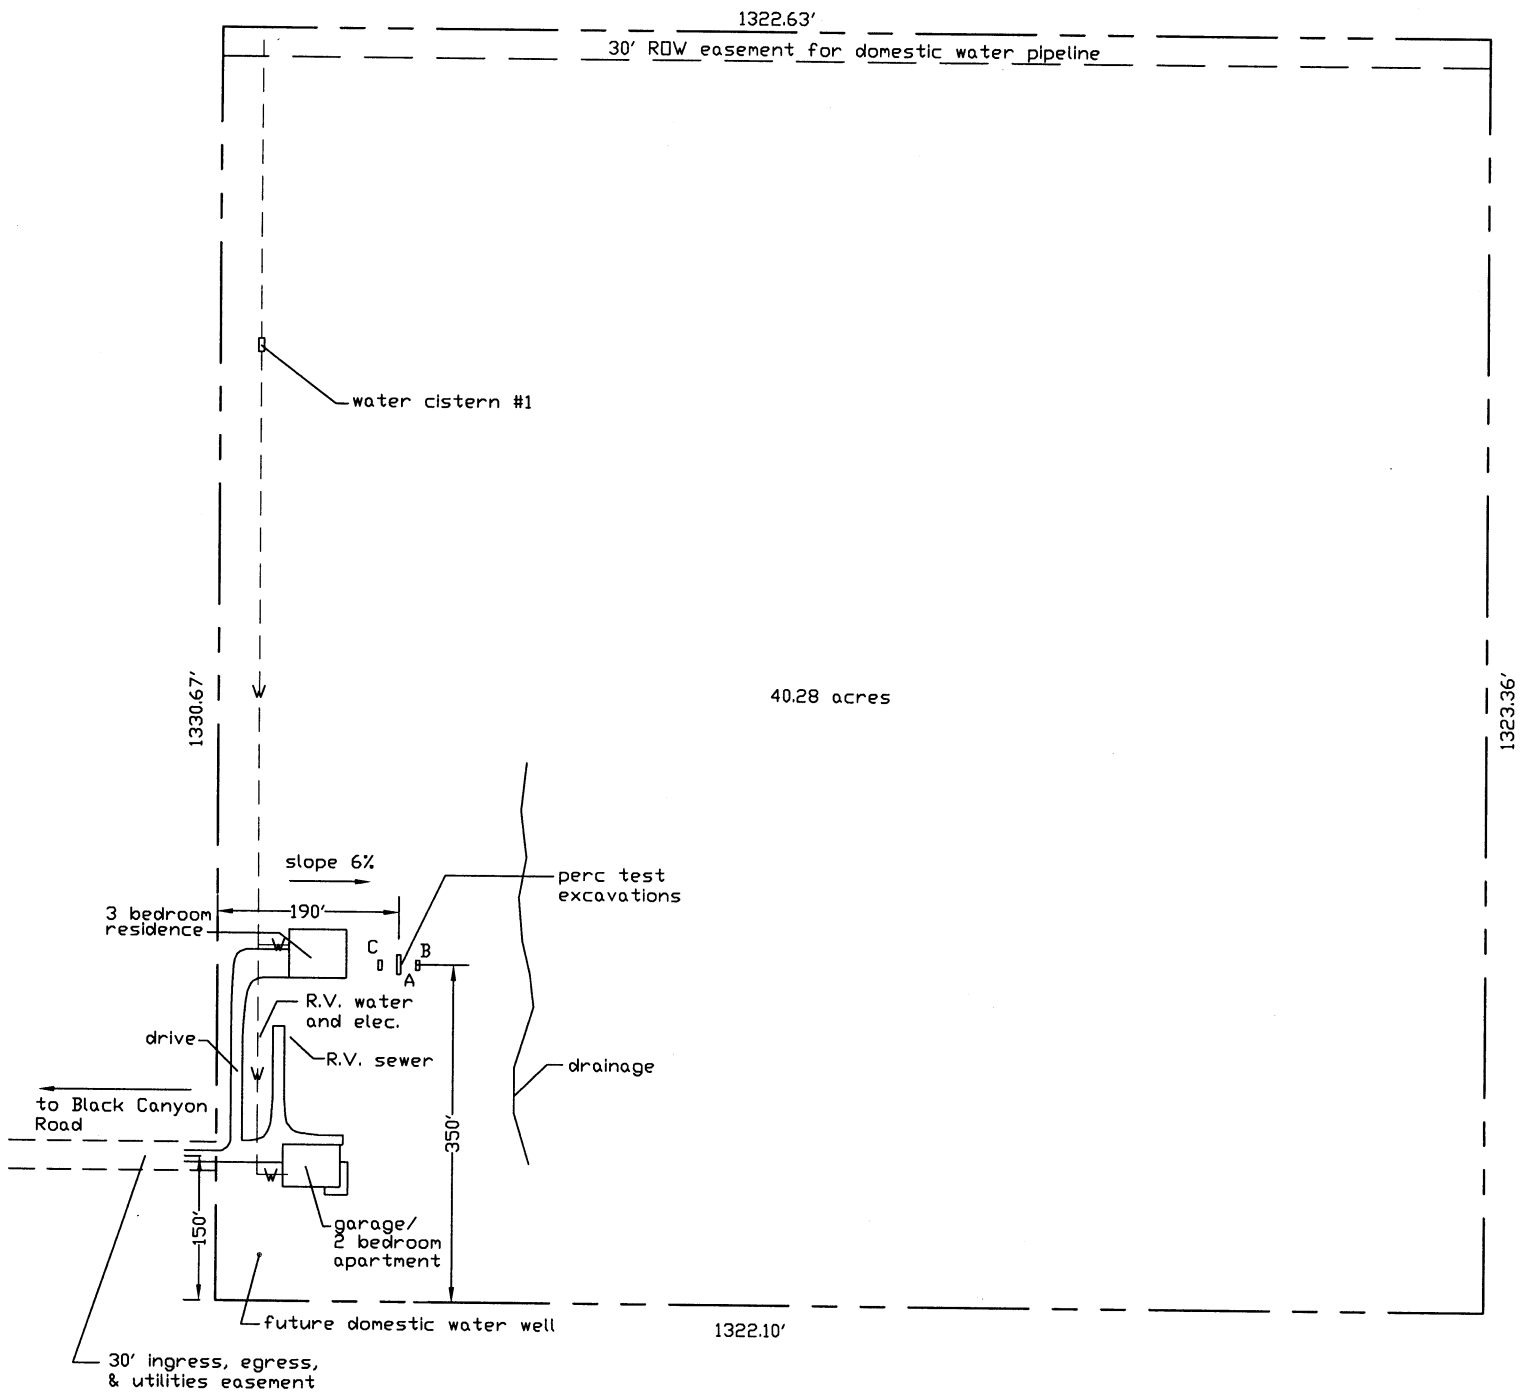 1322.63'
30' ROW easement for domestic water pipeline
water cistern #1
1330.67'
W
40.28 acres
1323.36'
slope 6%
perc test
excavations
190'
3 bedroom
residence
W
C
B
A
R.V. water
and elec.
drive
R.V. sewer
W
drainage
to Black Canyon
Road
350'
W
150'
garage/
2 bedroom
apartment
future domestic water well
1322.10'
30' ingress, egress,
& utilities easement